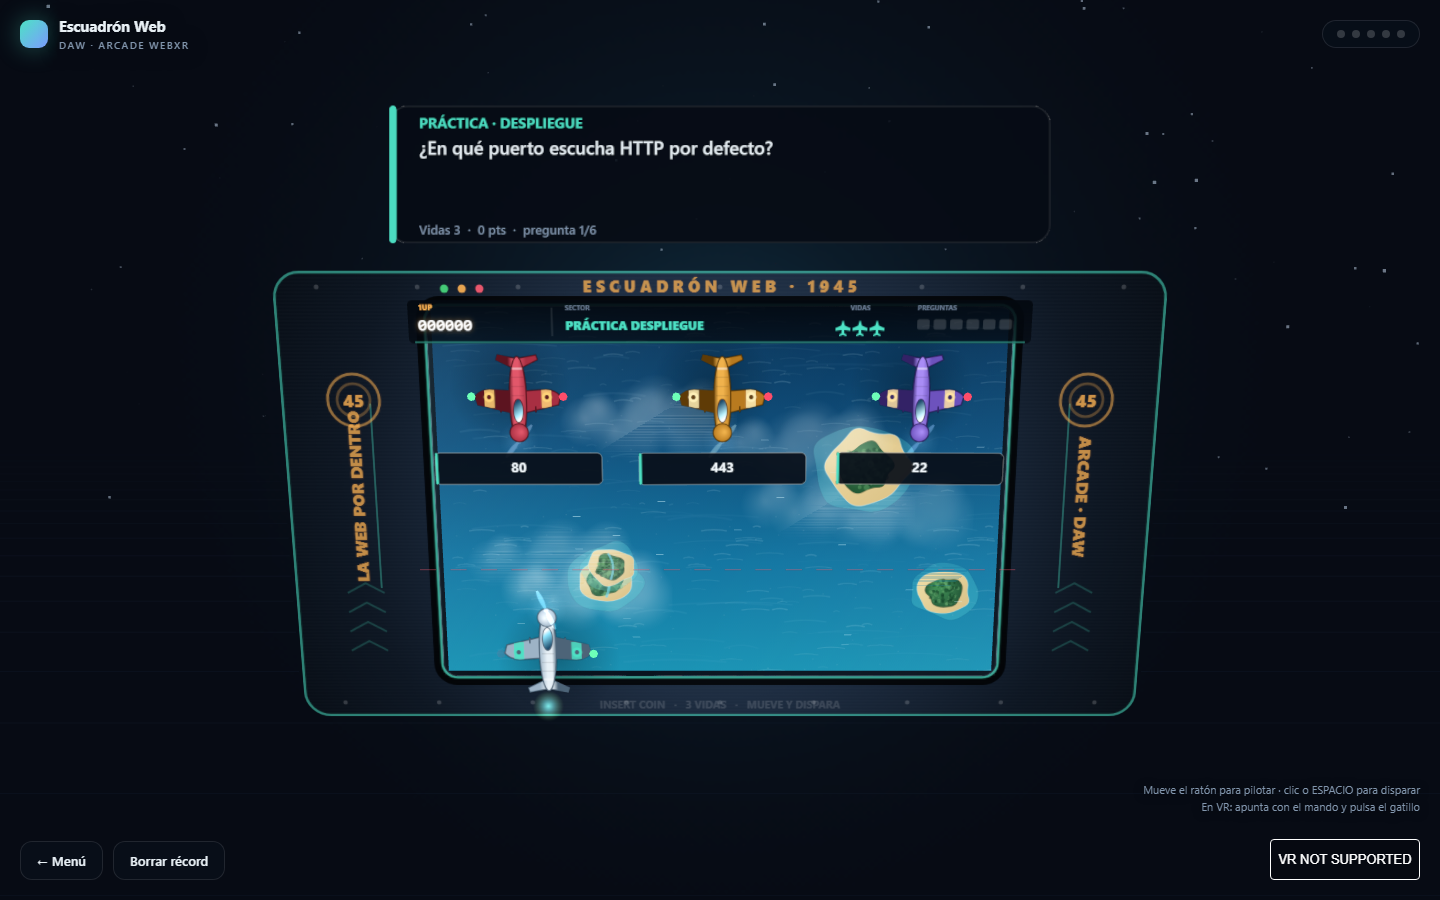 Escuadrón Web
DAW · ARCADE WEBXR
PRÁCTICA · DESPLIEGUE
¿En qué puerto escucha HTTP por defecto?
Vidas 3 · 0 pts · pregunta 1/6
ESCUADRÓN WEB · 1945
1UP
000000
SECTOR
PRÁCTICA DESPLIEGUE
VIDAS
PREGUNTAS
45
LA WEB POR DENTRO
45
ARCADE · DAW
80
443
22
INSERT COIN · 3 VIDAS · MUEVE Y DISPARA
Mueve el ratón para pilotar · clic o ESPACIO para disparar
En VR: apunta con el mando y pulsa el gatillo
← Menú
Borrar récord
VR NOT SUPPORTED